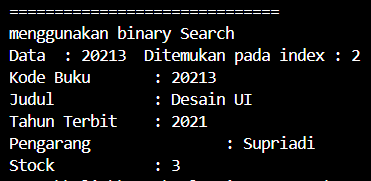 ==============================
menggunakan binary Search
Data  : 20213  Ditemukan pada index : 2
Kode Buku       : 20213
Judul           : Desain UI
Tahun Terbit    : 2021
Pengarang               : Supriadi
Stock           : 3